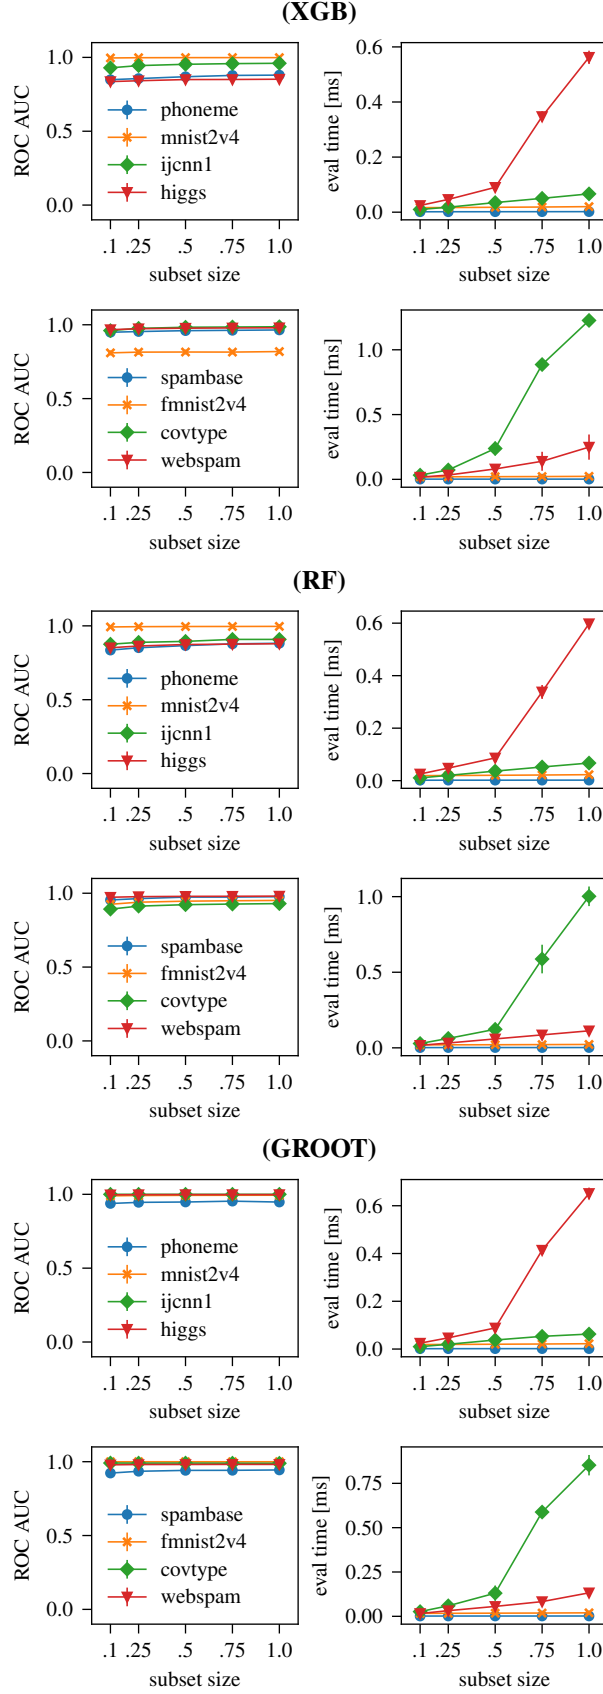 (XGB)
ROC AUC
1.0
0.5
0.0
phoneme
mnist2v4
ijcnn1
higgs
.1 .25 .5 .75 1.0
subset size
eval time [ms]
0.6
0.4
0.2
0.0
.1 .25 .5 .75 1.0
subset size
ROC AUC
1.0
0.5
0.0
spambase
fmnist2v4
covtype
webspam
.1 .25 .5 .75 1.0
subset size
eval time [ms]
1.0
0.5
0.0
.1 .25 .5 .75 1.0
subset size
(RF)
ROC AUC
1.0
0.5
0.0
phoneme
mnist2v4
ijcnn1
higgs
.1 .25 .5 .75 1.0
subset size
eval time [ms]
0.6
0.4
0.2
0.0
.1 .25 .5 .75 1.0
subset size
ROC AUC
1.0
0.5
0.0
spambase
fmnist2v4
covtype
webspam
.1 .25 .5 .75 1.0
subset size
eval time [ms]
1.0
0.5
0.0
.1 .25 .5 .75 1.0
subset size
(GROOT)
ROC AUC
1.0
0.5
0.0
phoneme
mnist2v4
ijcnn1
higgs
.1 .25 .5 .75 1.0
subset size
eval time [ms]
0.6
0.4
0.2
0.0
.1 .25 .5 .75 1.0
subset size
ROC AUC
1.0
0.5
0.0
spambase
fmnist2v4
covtype
webspam
.1 .25 .5 .75 1.0
subset size
eval time [ms]
0.75
0.50
0.25
0.00
.1 .25 .5 .75 1.0
subset size